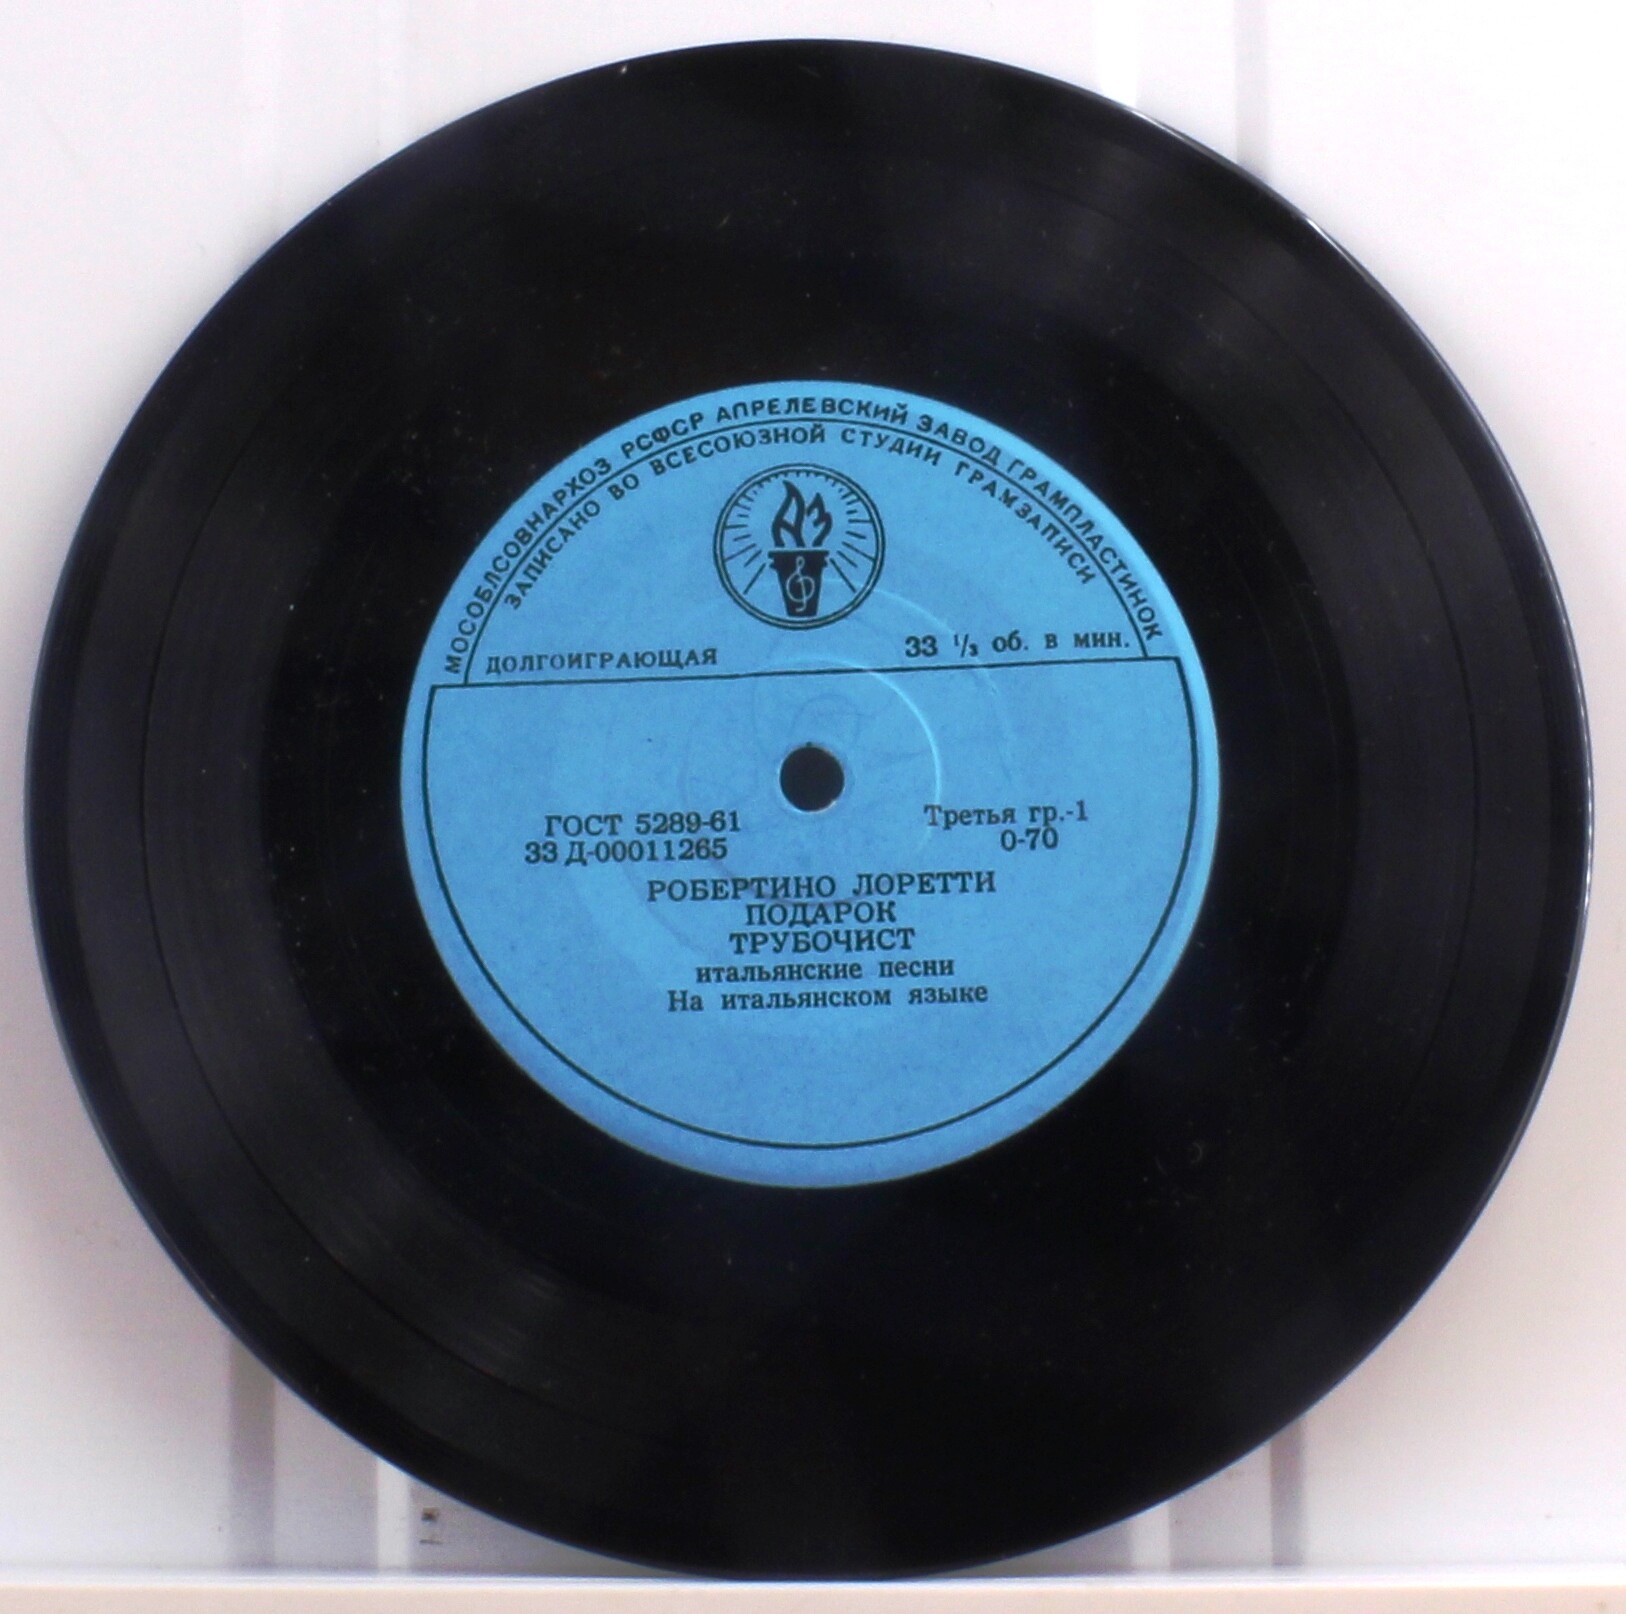 МОСОБЛСОВНАРХОЗ РСФСР АПРЕЛЕВСКИЙ ЗАВОД ГРАМПЛАСТИНОК
ЗАПИСАНО ВО ВСЕСОЮЗНОЙ СТУДИИ ГРАМЗАПИСИ
АЗ
ДОЛГОИГРАЮЩАЯ 33 1/3 об. в мин.
ГОСТ 5289-61 Третья гр.-1
33 Д-00011265 0-70
РОБЕРТИНО ЛОРЕТТИ
ПОДАРОК
ТРУБОЧИСТ
итальянские песни
На итальянском языке